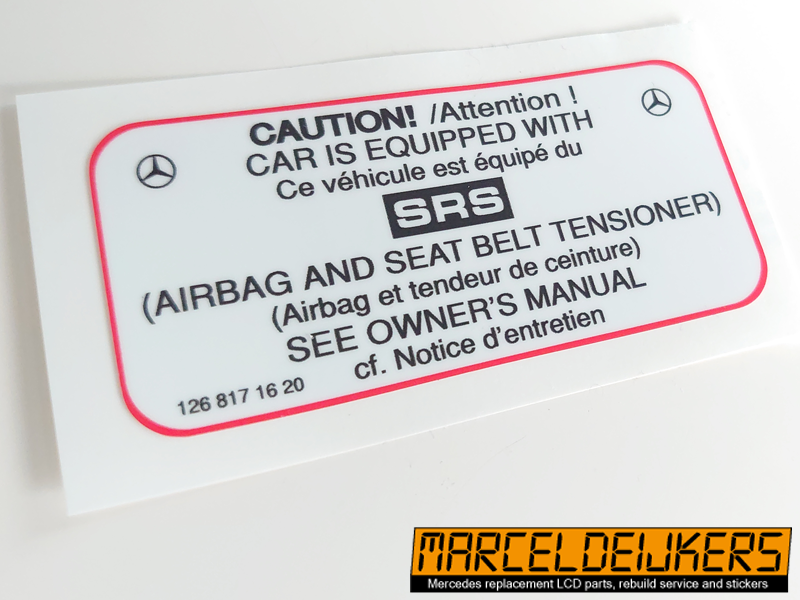 CAUTION! /Attention !
CAR IS EQUIPPED WITH
Ce véhicule est équipé du
SRS
(AIRBAG AND SEAT BELT TENSIONER)
(Airbag et tendeur de ceinture)
SEE OWNER'S MANUAL
cf. Notice d'entretien
126 817 16 20
MARCELDEIJKERS
Mercedes replacement LCD parts, rebuild service and stickers